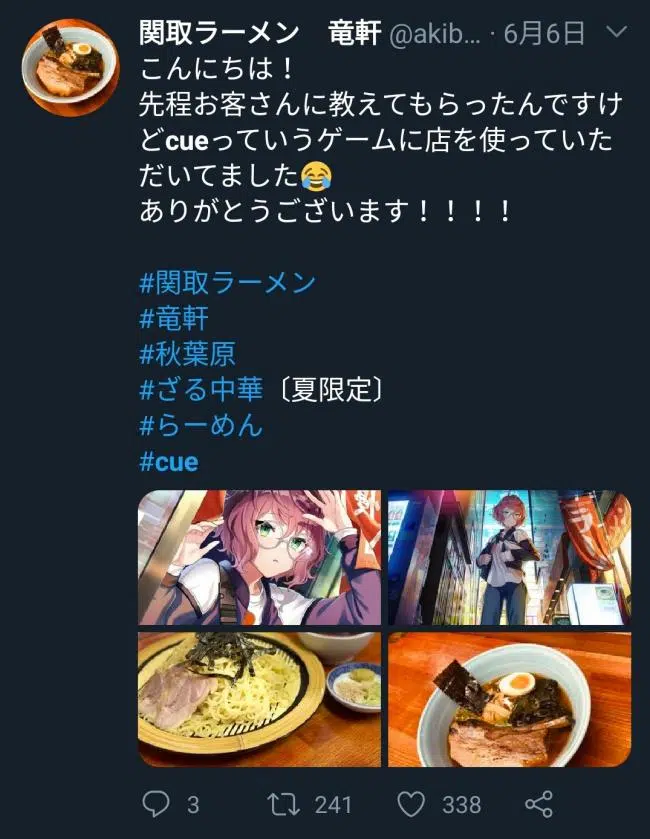 関取ラーメン　竜軒 @akib… · 6月6日
こんにちは！
先程お客さんに教えてもらったんですけ
どcueっていうゲームに店を使っていた
だいてました😂
ありがとうございます！！！！
#関取ラーメン
#竜軒
#秋葉原
#ざる中華〔夏限定〕
#らーめん
#cue
ラー
3 241 338